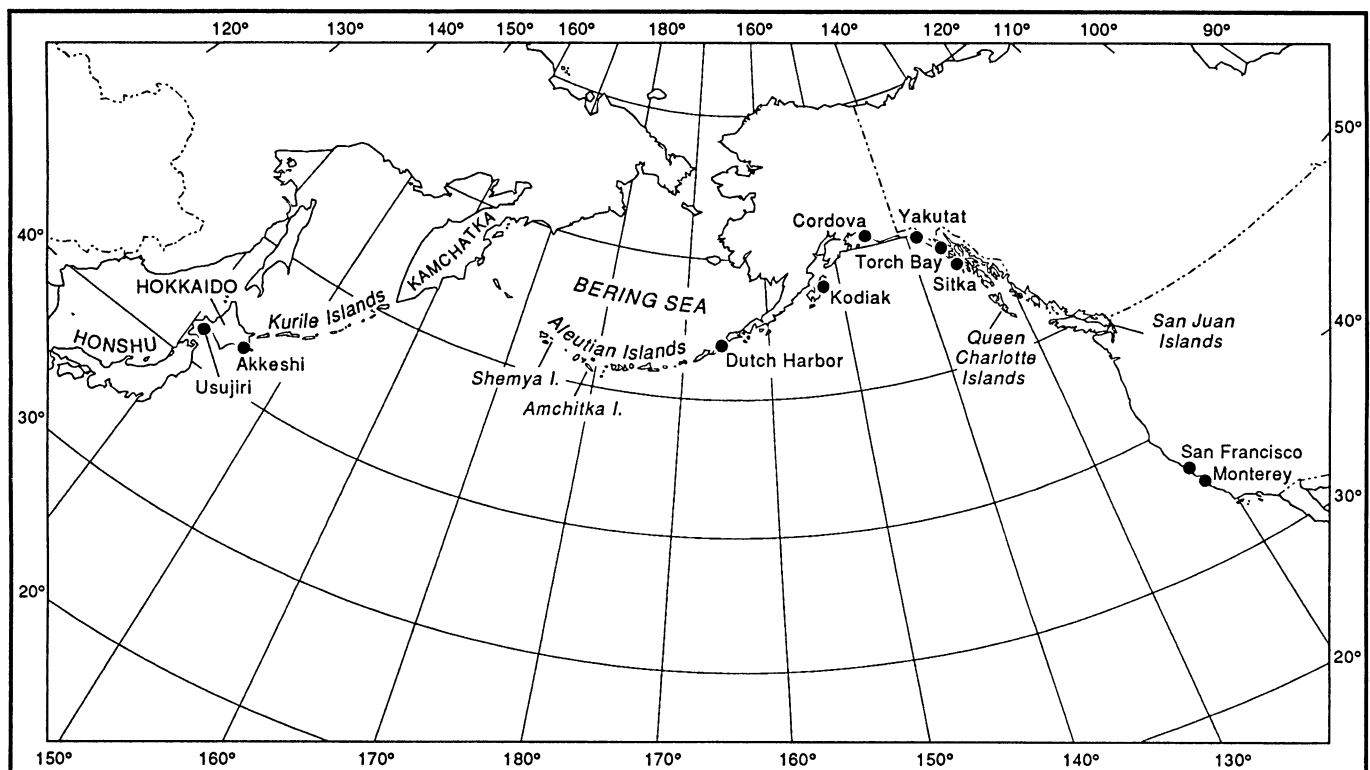 120° 130° 140° 150° 160° 180° 160° 140° 120° 110° 100° 90°
50°
40°
Cordova
Yakutat
Torch Bay
Sitka
KAMCHATKA
HOKKAIDO
BERING SEA
Kodiak
Kurile Islands
40°
San Juan
Islands
HONSHU
Aleutian Islands
Queen
Charlotte
Islands
Akkeshi
Dutch Harbor
Usujiri
Shemya I.
Amchitka I.
30°
San Francisco
Monterey
30°
20°
20°
150° 160° 170° 180° 170° 160° 150° 140° 130°